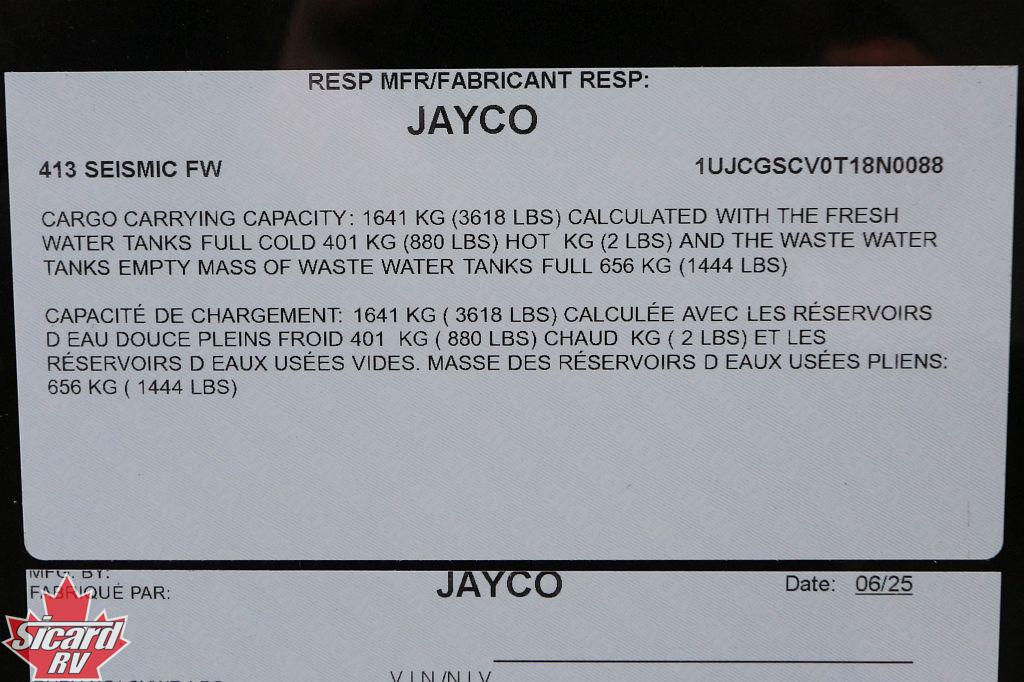 RESP MFR/FABRICANT RESP:
JAYCO
413 SEISMIC FW 1UJCGSCV0T18N0088
CARGO CARRYING CAPACITY: 1641 KG (3618 LBS) CALCULATED WITH THE FRESH
WATER TANKS FULL COLD 401 KG (880 LBS) HOT KG (2 LBS) AND THE WASTE WATER
TANKS EMPTY MASS OF WASTE WATER TANKS FULL 656 KG (1444 LBS)
CAPACITÉ DE CHARGEMENT: 1641 KG ( 3618 LBS) CALCULÉE AVEC LES RÉSERVOIRS
D EAU DOUCE PLEINS FROID 401 KG ( 880 LBS) CHAUD KG ( 2 LBS) ET LES
RÉSERVOIRS D EAUX USÉES VIDES. MASSE DES RÉSERVOIRS D EAUX USÉES PLIENS:
656 KG ( 1444 LBS)
MFG. BY:
FABRIQUÉ PAR: JAYCO Date: 06/25
Sicard
RV
V.I.N./N.I.V.